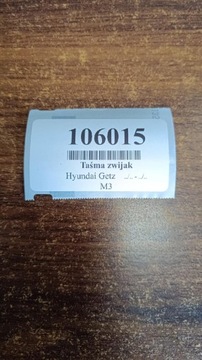 106015
Taśma zwijak
Hyundai Getz
M3